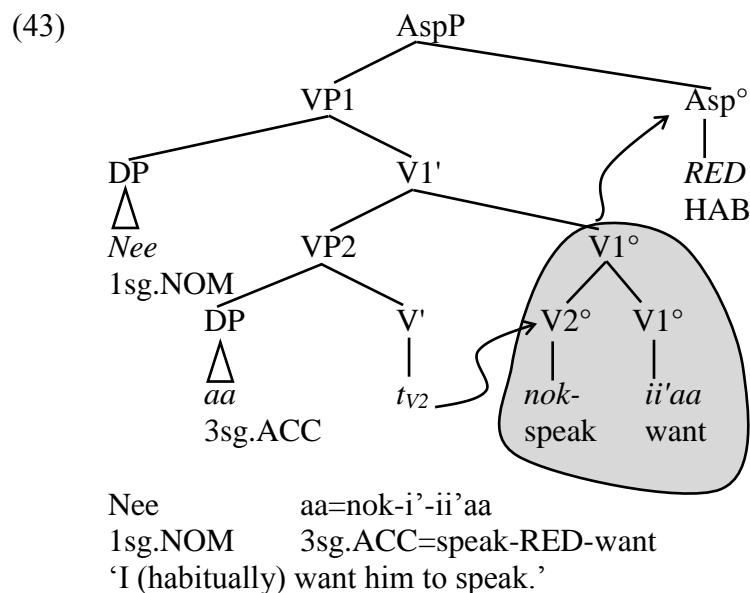 (43) AspP
VP1 Asp°
DP V1' RED
Nee VP2 V1° HAB
1sg.NOM
DP V' V2° V1°
aa tV2 nok- ii'aa
3sg.ACC speak want
Nee aa=nok-i’-ii’aa
1sg.NOM 3sg.ACC=speak-RED-want
‘I (habitually) want him to speak.’